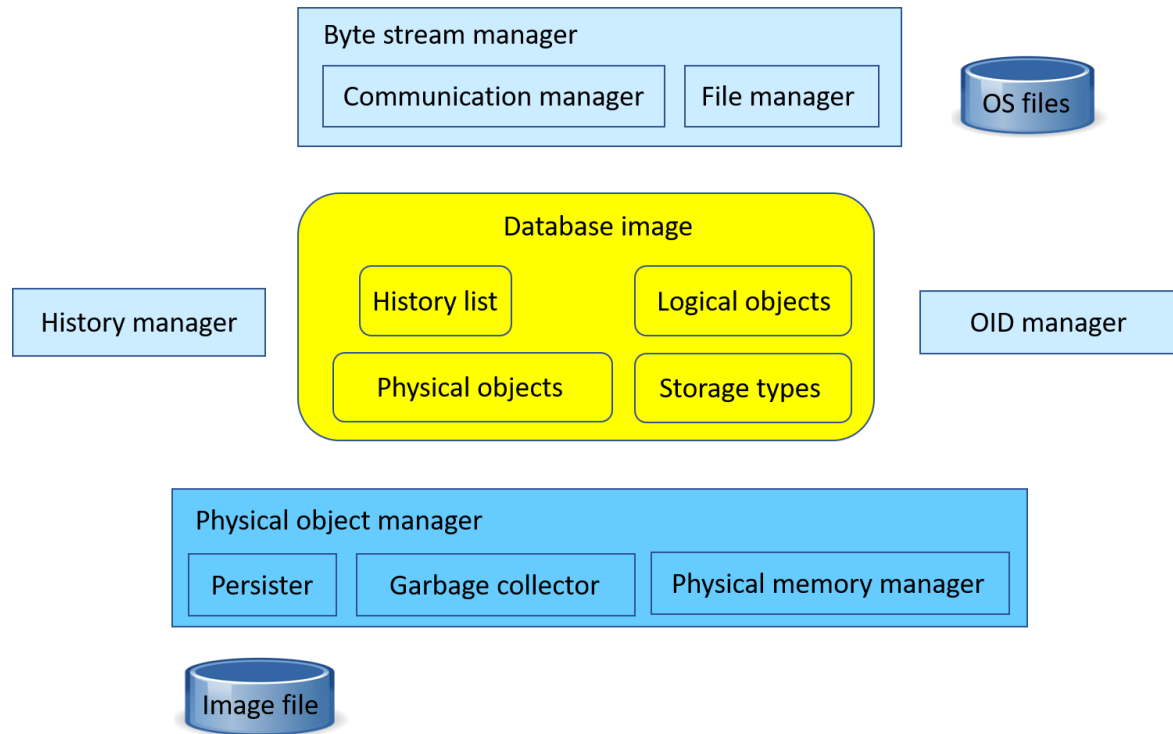 Byte stream manager
Communication manager
File manager
OS files
Database image
History list
Logical objects
History manager
OID manager
Physical objects
Storage types
Physical object manager
Persister
Garbage collector
Physical memory manager
Image file